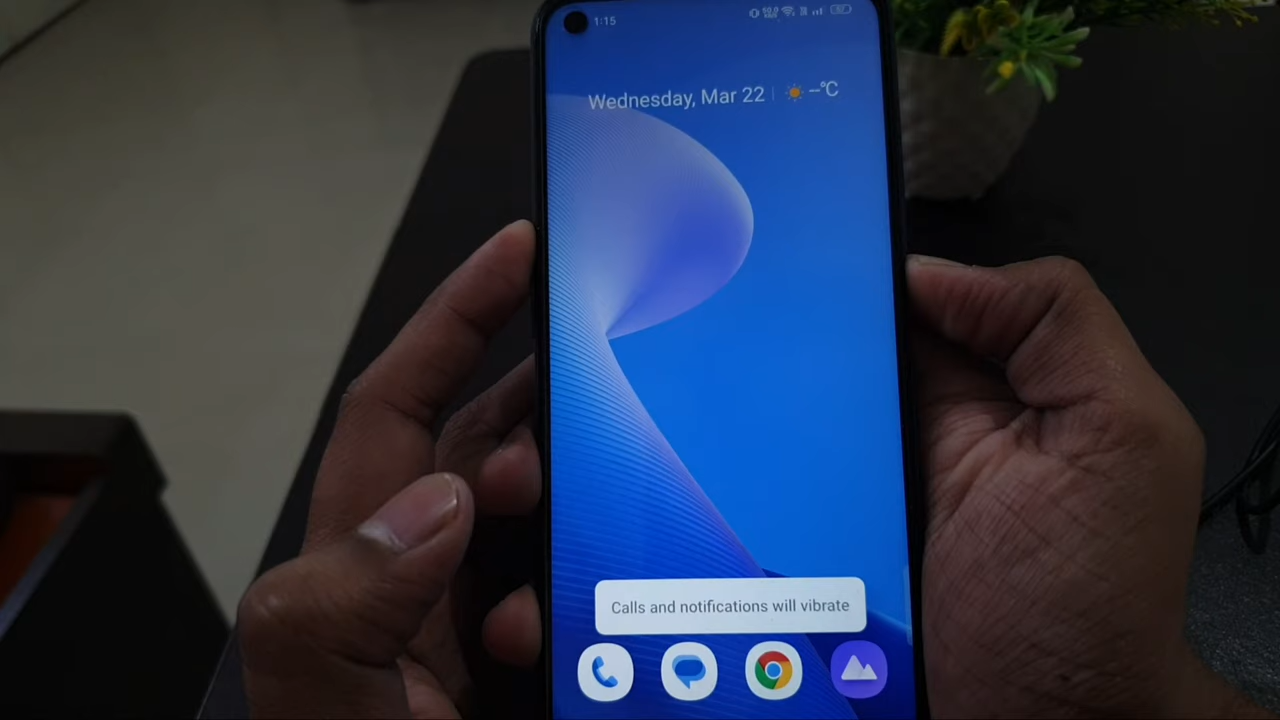 1:15
Wednesday, Mar 22 | –°C
Calls and notifications will vibrate